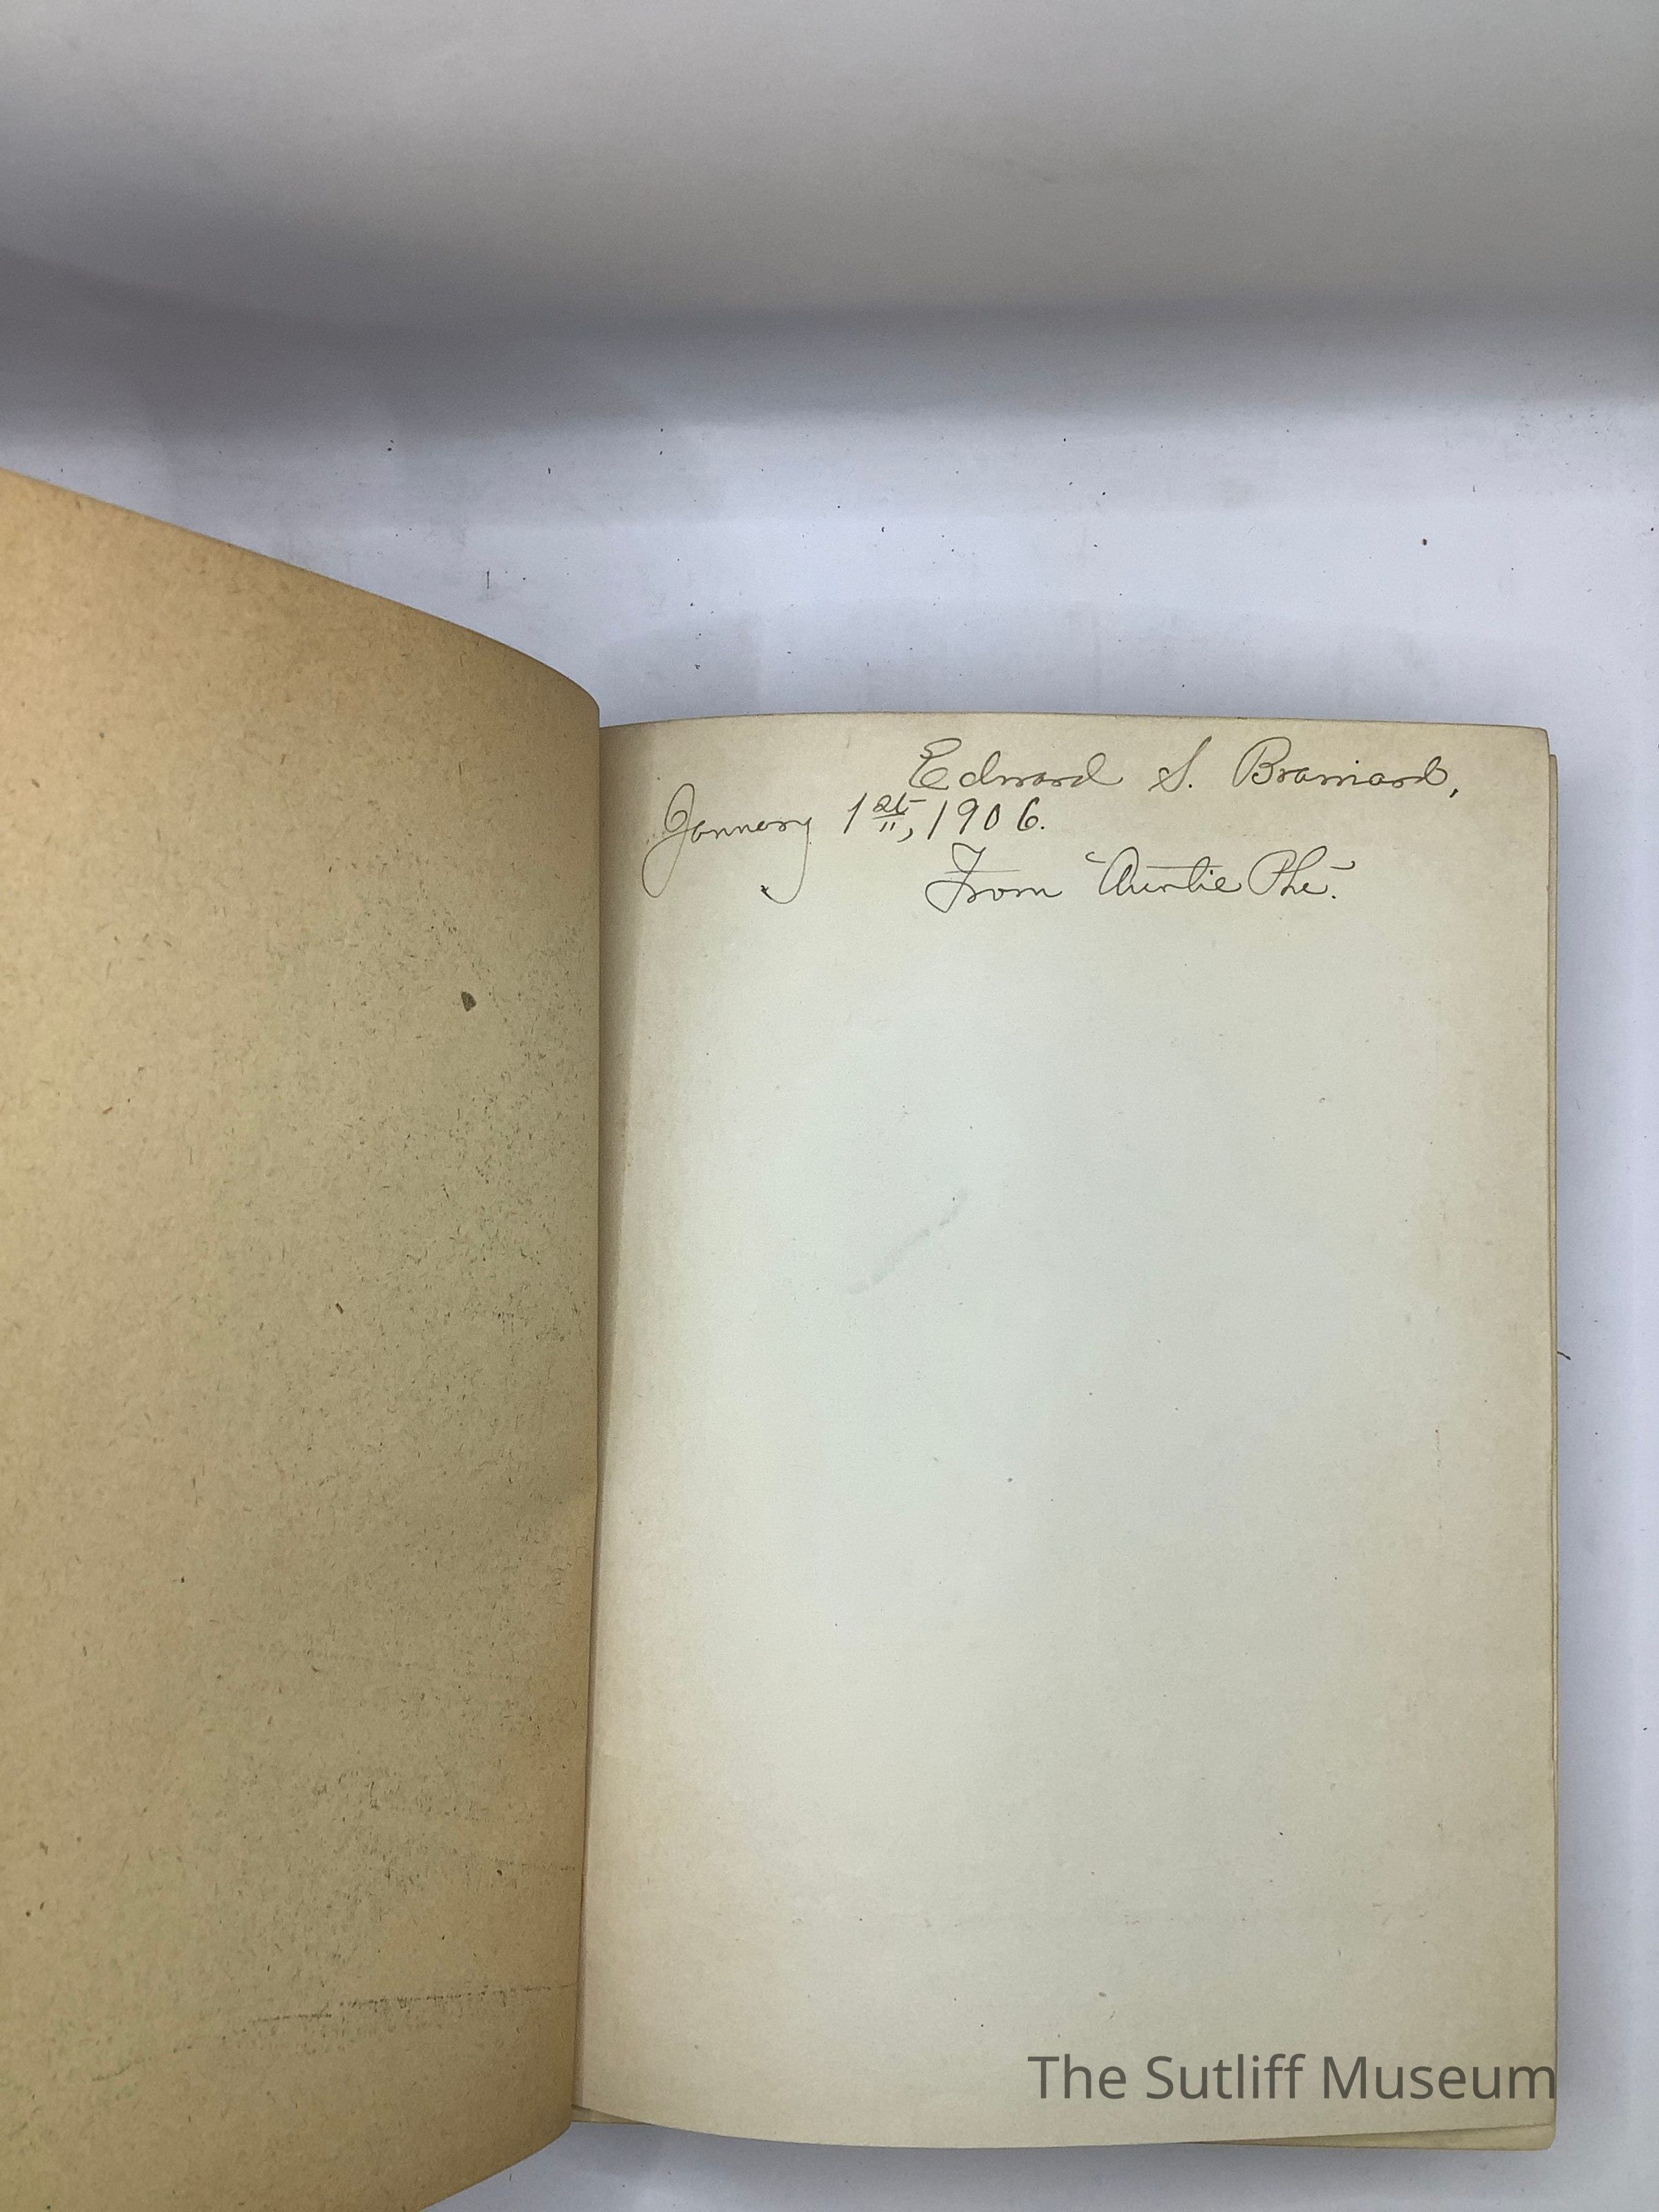 Edward S. Brainard,
January 1st, 1906.
From "Auntie Phe".
The Sutliff Museum